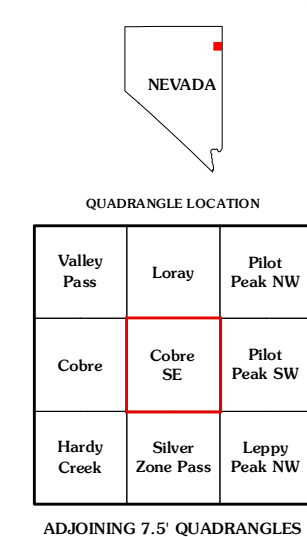 NEVADA
QUADRANGLE LOCATION
Valley
Pass
Loray
Pilot
Peak NW
Cobre
Cobre
SE
Pilot
Peak SW
Hardy
Creek
Silver
Zone Pass
Leppy
Peak NW
ADJOINING 7.5' QUADRANGLES